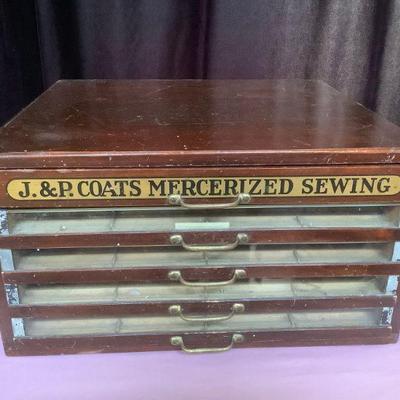 J. & P. COATS MERCERIZED SEWING